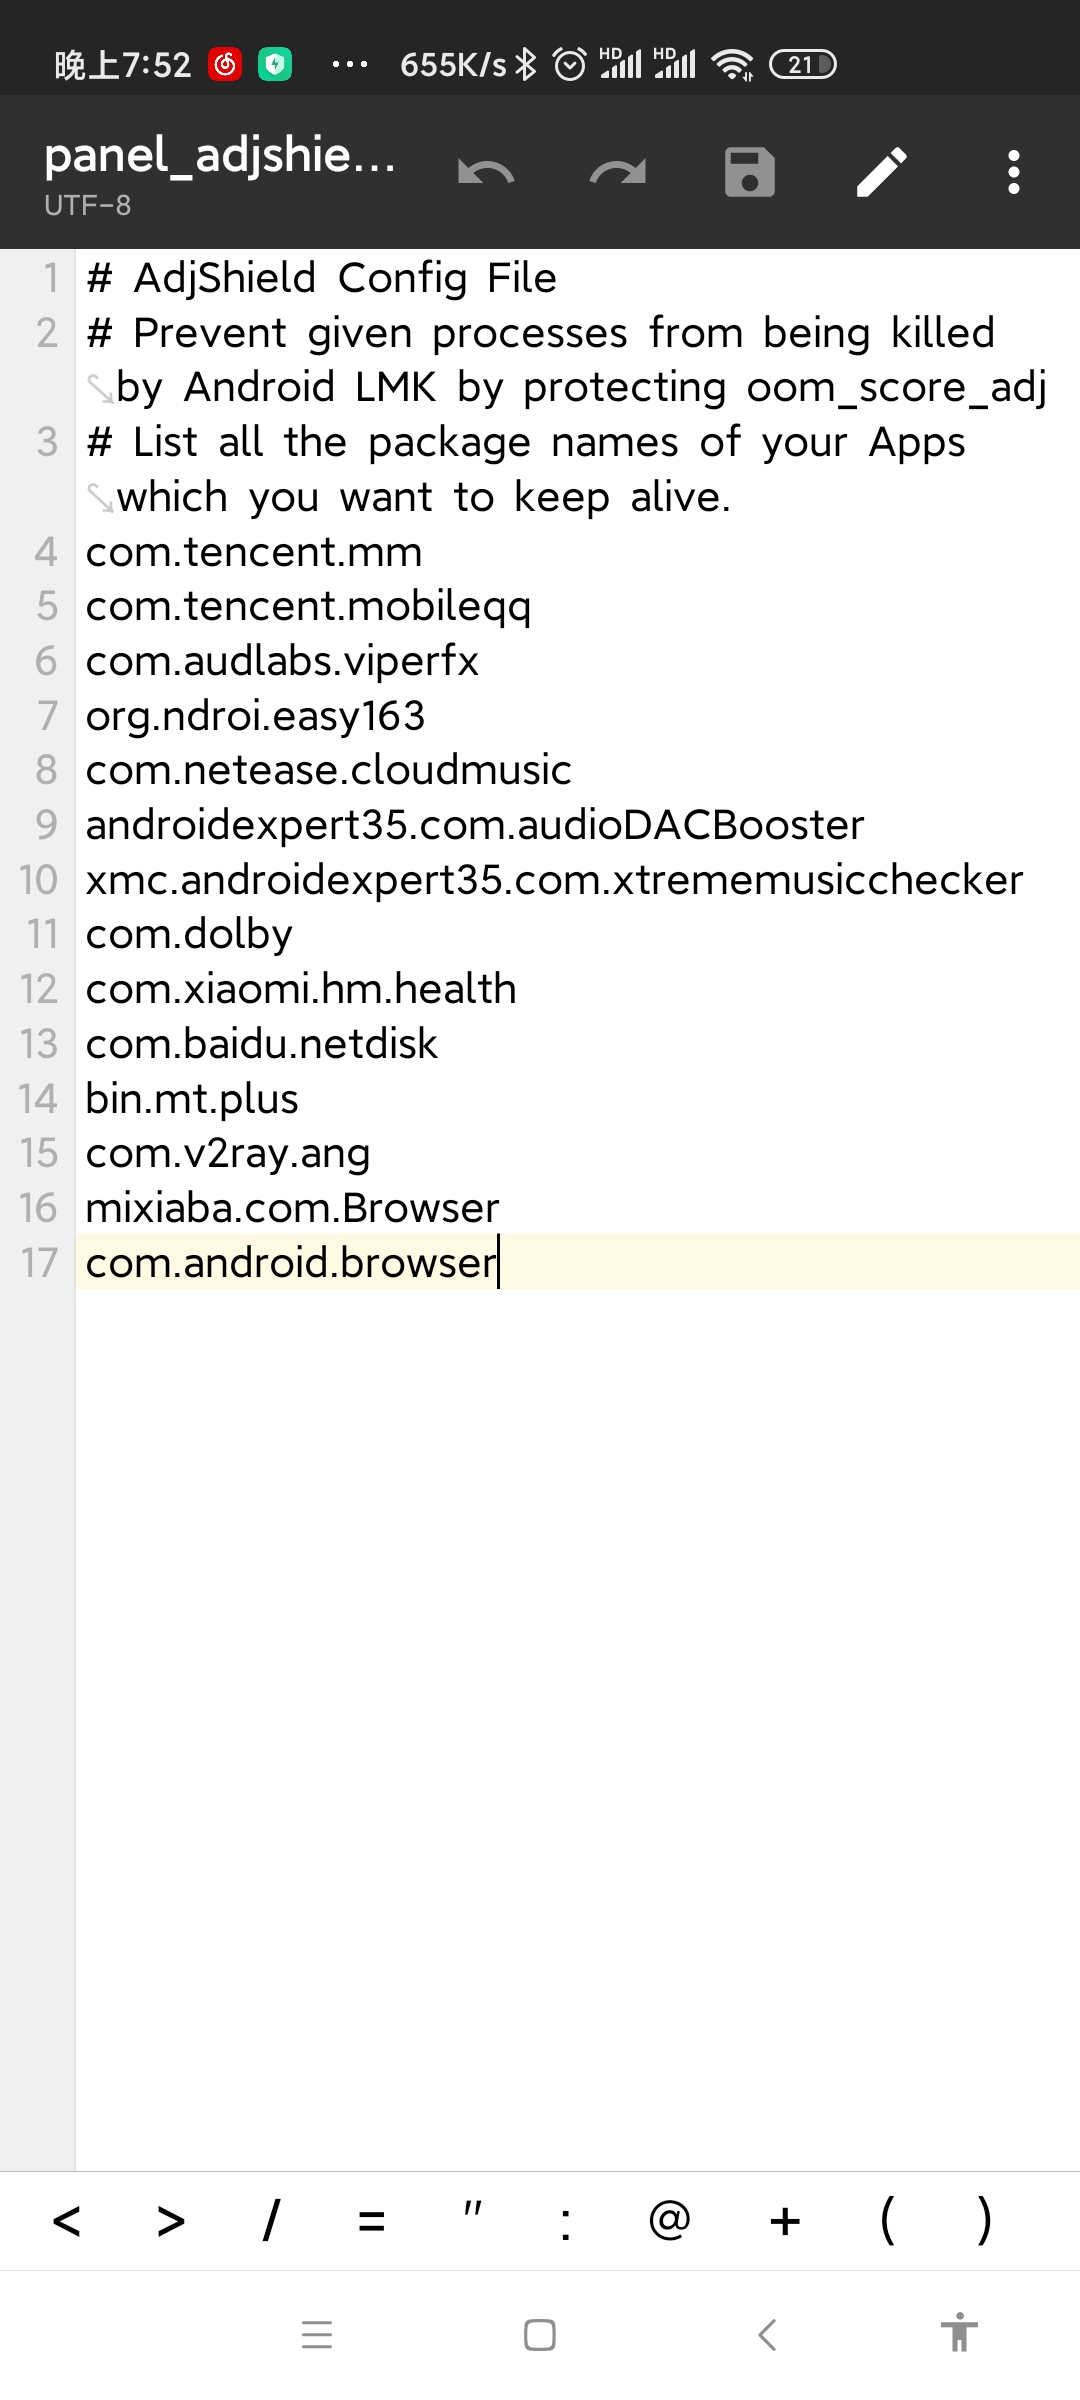 晚上7:52 ... 655K/s HD HD 21
panel_adjshie...
UTF-8
1 # AdjShield Config File
2 # Prevent given processes from being killed
by Android LMK by protecting oom_score_adj
3 # List all the package names of your Apps
which you want to keep alive.
4 com.tencent.mm
5 com.tencent.mobileqq
6 com.audlabs.viperfx
7 org.ndroi.easy163
8 com.netease.cloudmusic
9 androidexpert35.com.audioDACBooster
10 xmc.androidexpert35.com.xtrememusicchecker
11 com.dolby
12 com.xiaomi.hm.health
13 com.baidu.netdisk
14 bin.mt.plus
15 com.v2ray.ang
16 mixiaba.com.Browser
17 com.android.browser
< > / = " : @ + ( )